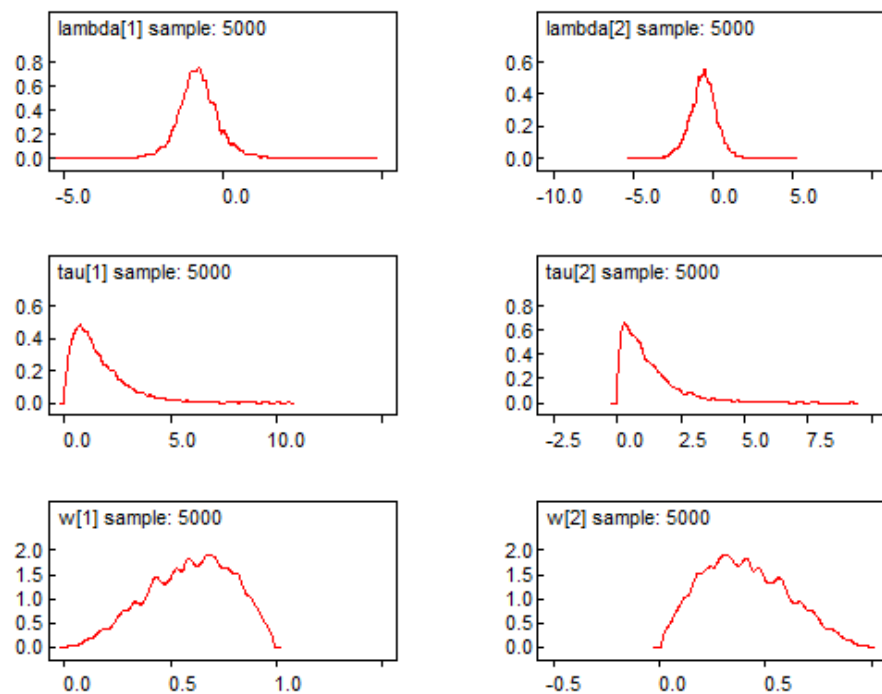 lambda[1] sample: 5000
0.8
0.6
0.4
0.2
0.0
-5.0 0.0
lambda[2] sample: 5000
0.6
0.4
0.2
0.0
-10.0 -5.0 0.0 5.0
tau[1] sample: 5000
0.6
0.4
0.2
0.0
0.0 5.0 10.0
tau[2] sample: 5000
0.8
0.6
0.4
0.2
0.0
-2.5 0.0 2.5 5.0 7.5
w[1] sample: 5000
2.0
1.5
1.0
0.5
0.0
0.0 0.5 1.0
w[2] sample: 5000
2.0
1.5
1.0
0.5
0.0
-0.5 0.0 0.5